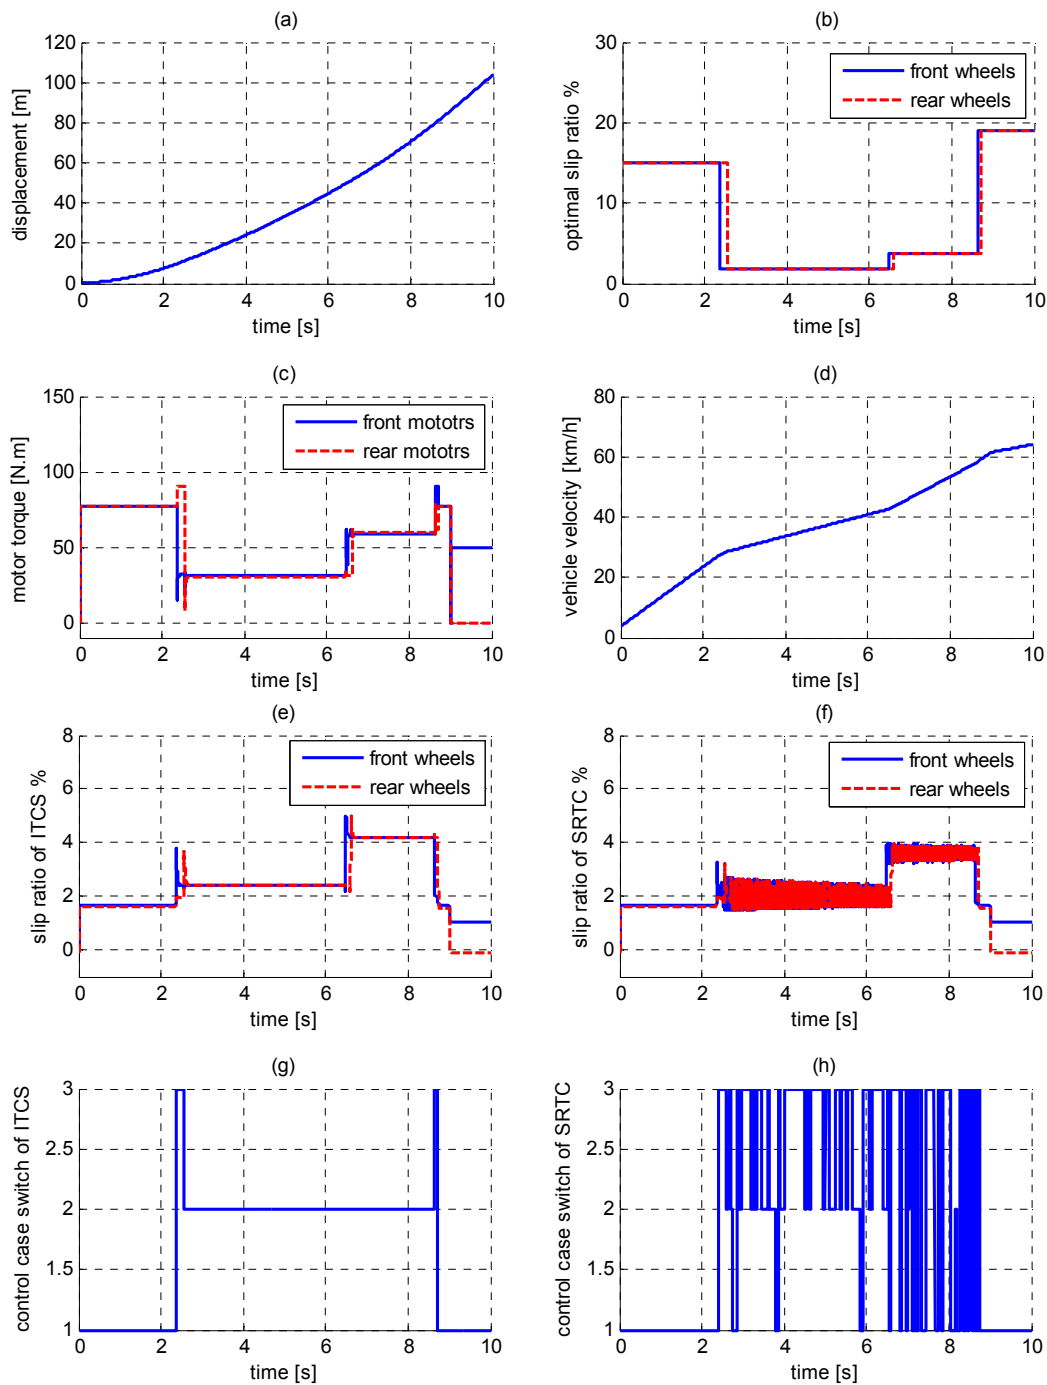 (a)
displacement [m]
120
100
80
60
40
20
0
0 2 4 6 8 10
time [s]
(b)
optimal slip ratio %
30
20
10
0
front wheels
rear wheels
0 2 4 6 8 10
time [s]
(c)
motor torque [N.m]
150
100
50
0
front mototrs
rear mototrs
0 2 4 6 8 10
time [s]
(d)
vehicle velocity [km/h]
80
60
40
20
0
0 2 4 6 8 10
time [s]
(e)
slip ratio of ITCS %
8
6
4
2
0
front wheels
rear wheels
0 2 4 6 8 10
time [s]
(f)
slip ratio of SRTC %
8
6
4
2
0
front wheels
rear wheels
0 2 4 6 8 10
time [s]
(g)
control case switch of ITCS
3
2.5
2
1.5
1
0 2 4 6 8 10
time [s]
(h)
control case switch of SRTC
3
2.5
2
1.5
1
0 2 4 6 8 10
time [s]